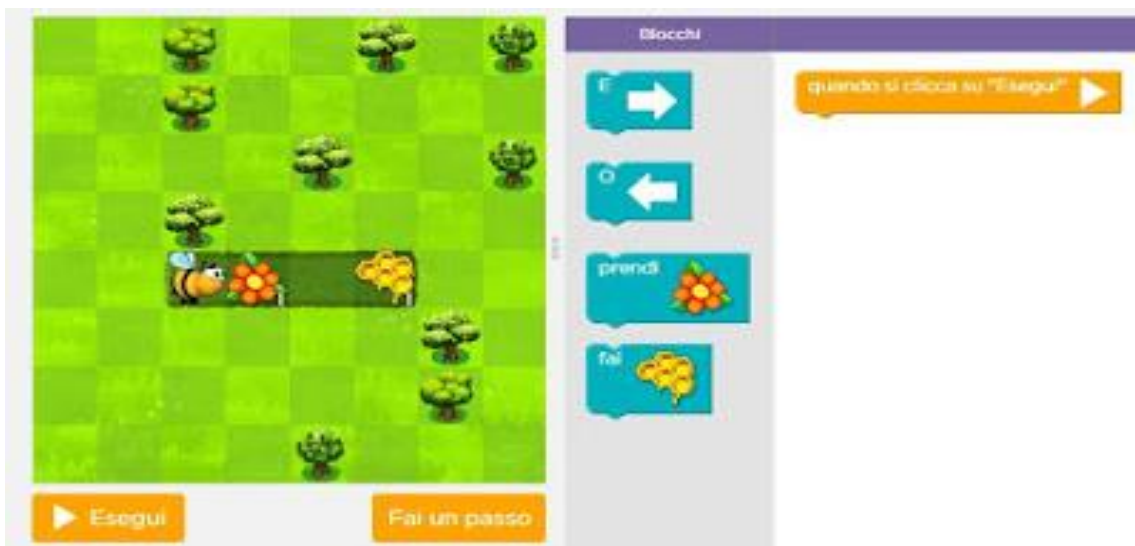 Blocchi
E
quando si clicca su "Esegui"
O
prendi
fai
Esegui
Fai un passo